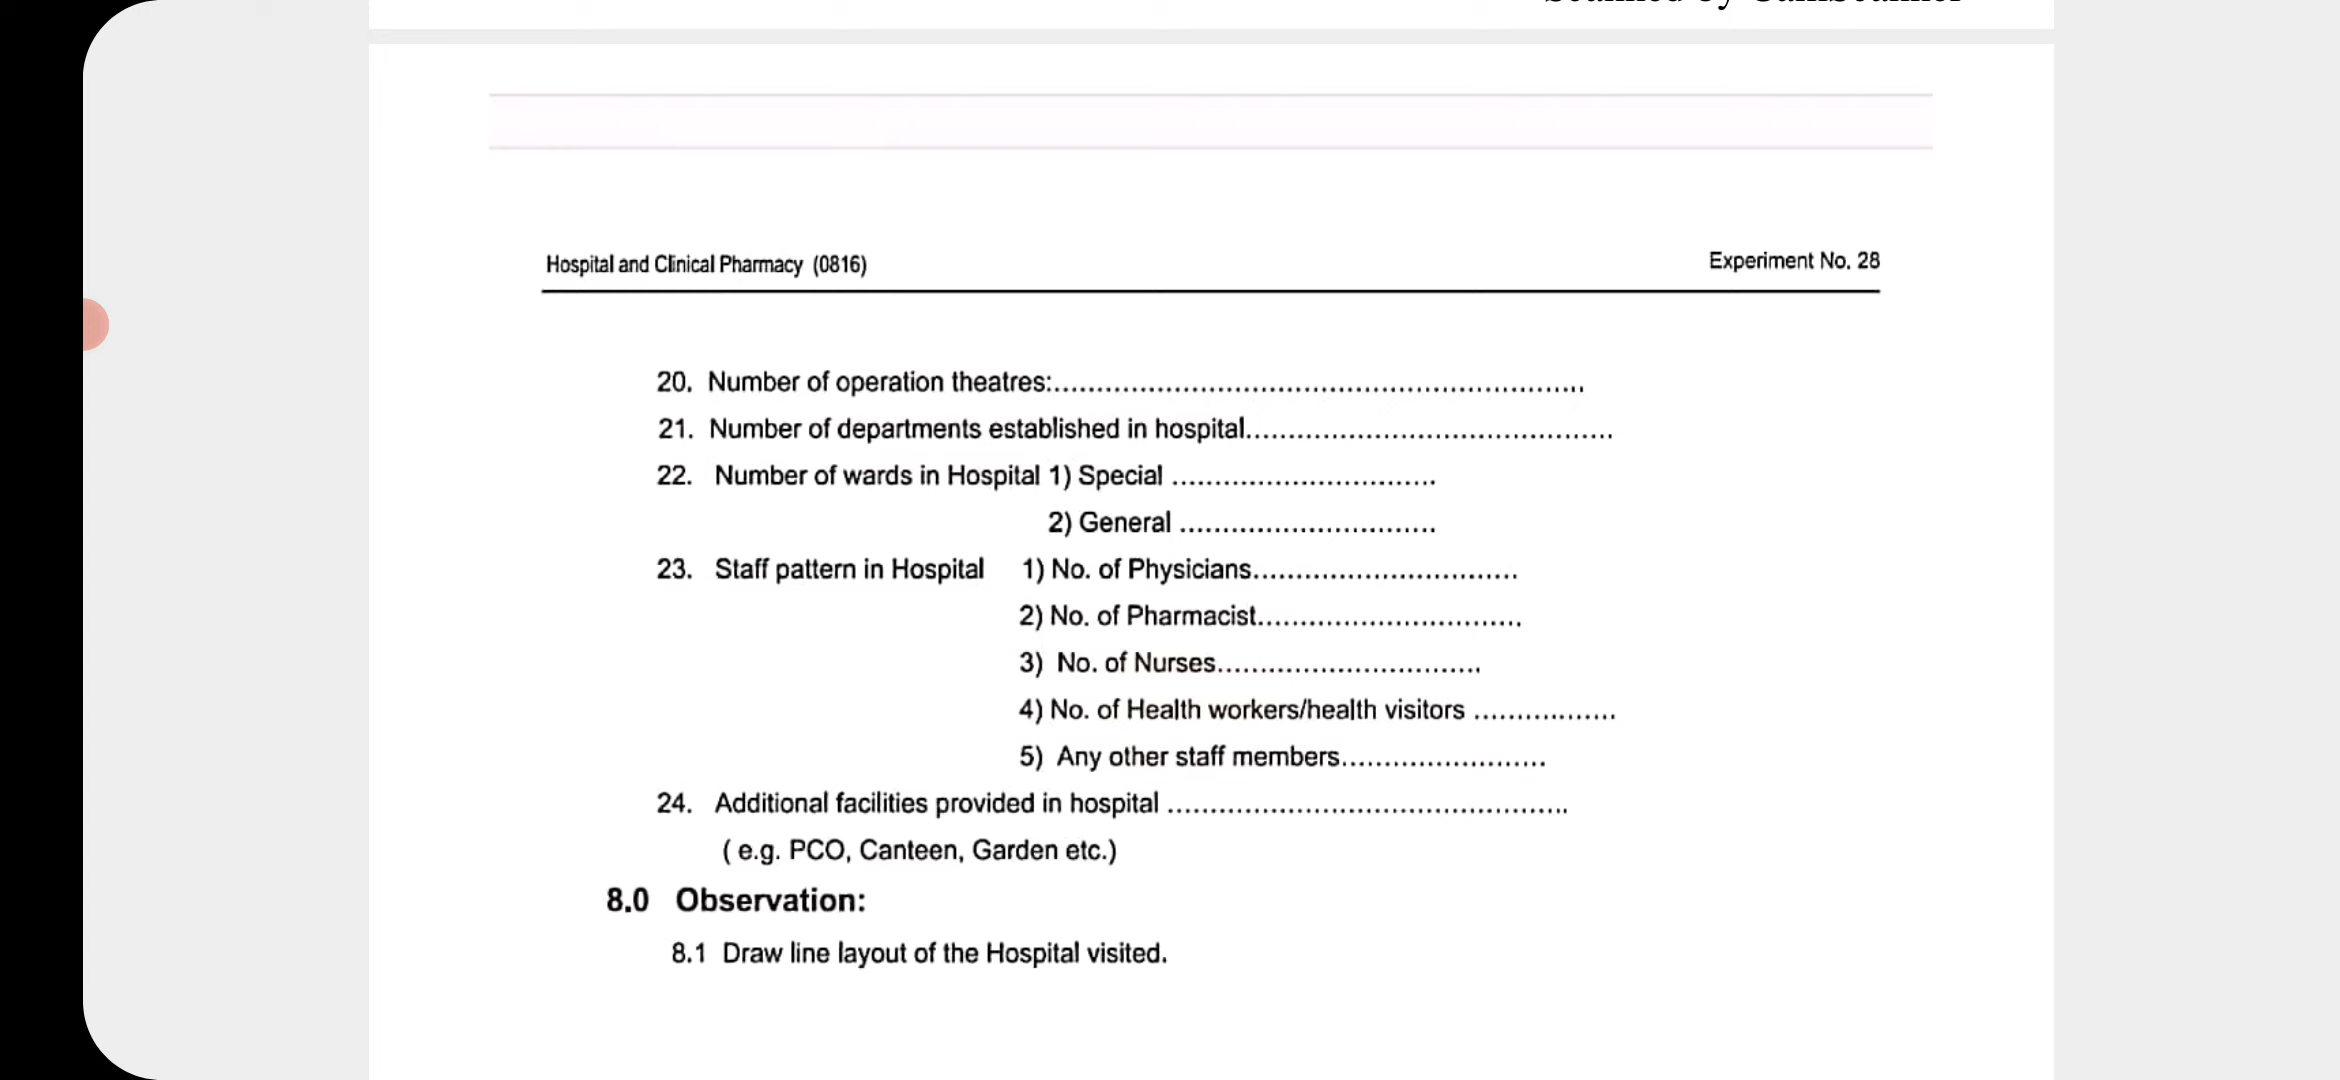 Scanned by CamScanner
Hospital and Clinical Pharmacy (0816)
Experiment No. 28
20. Number of operation theatres:..............................................................
21. Number of departments established in hospital...........................................
22. Number of wards in Hospital 1) Special ...............................
2) General ..............................
23. Staff pattern in Hospital 1) No. of Physicians...............................
2) No. of Pharmacist...............................
3) No. of Nurses...............................
4) No. of Health workers/health visitors .................
5) Any other staff members........................
24. Additional facilities provided in hospital ...............................................
( e.g. PCO, Canteen, Garden etc.)
8.0 Observation:
8.1 Draw line layout of the Hospital visited.